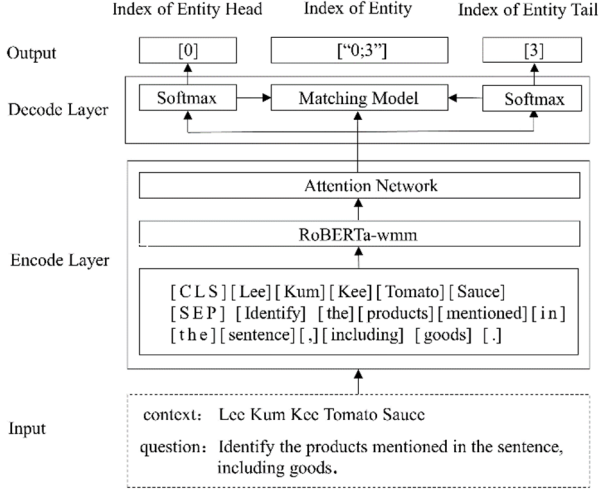 Index of Entity Head Index of Entity Index of Entity Tail
Output [0] ["0;3"] [3]
Softmax Matching Model Softmax
Decode Layer
Attention Network
RoBERTa-wmm
Encode Layer
[CLS][Lee][Kum][Kee][Tomato][Sauce]
[SEP] [Identify] [the][products][mentioned][in]
[the][sentence][,][including] [goods] [.]
Input
context: Lee Kum Kee Tomato Sauce
question: Identify the products mentioned in the sentence,
including goods.